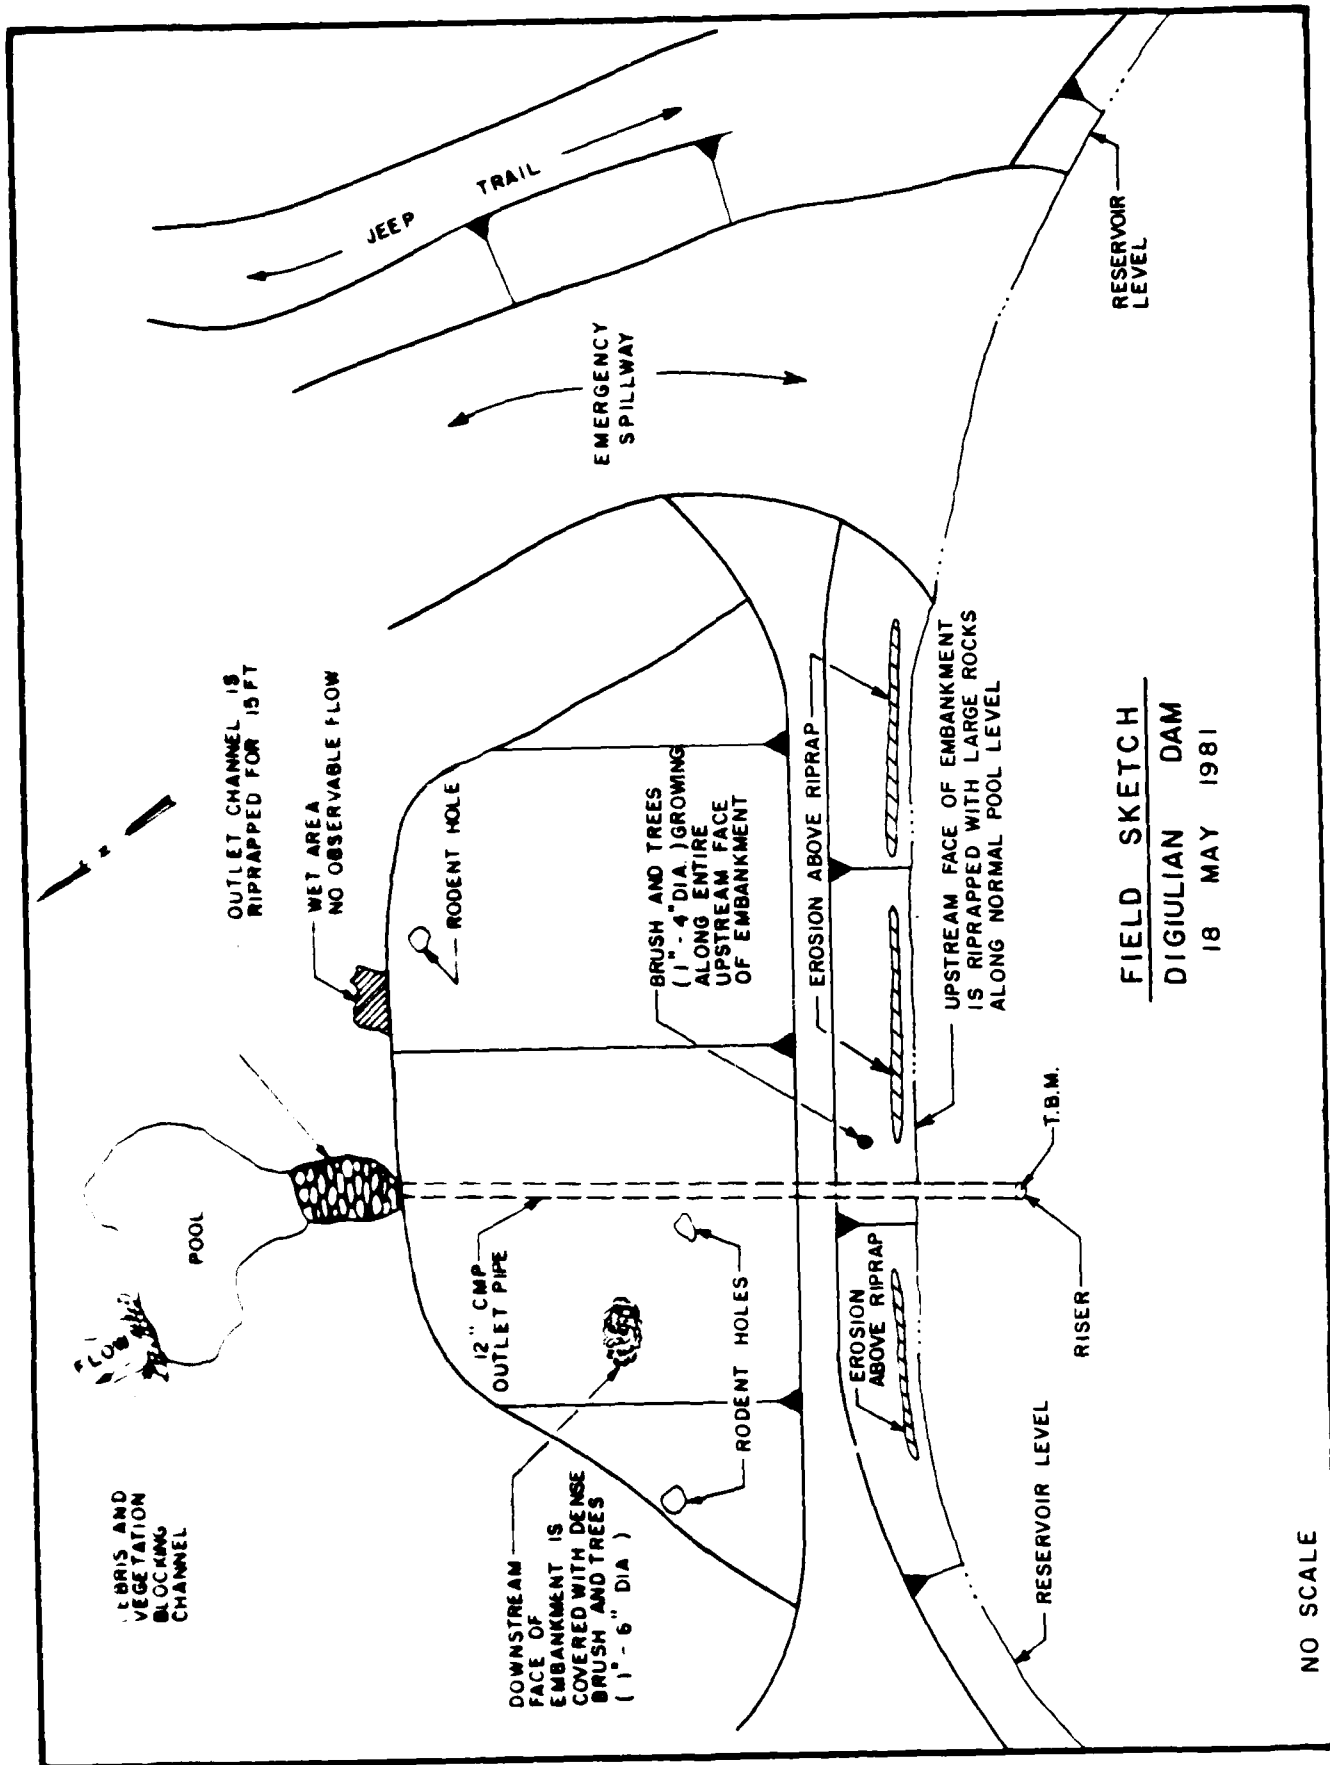 OUTLET CHANNEL IS
RIPRAPPED FOR 15 FT
WET AREA
NO OBSERVABLE FLOW
JEEP TRAIL
POOL
FLOW
VEGETATION
BLOCKING
CHANNEL
RODENT HOLE
EMERGENCY
SPILLWAY
12" CMP
OUTLET PIPE
DOWNSTREAM
FACE OF
EMBANKMENT IS
COVERED WITH DENSE
BRUSH AND TREES
(1" - 6" DIA )
BRUSH AND TREES
(1" - 4" DIA.) GROWING
ALONG ENTIRE
UPSTREAM FACE
OF EMBANKMENT
RODENT HOLES
EROSION ABOVE RIPRAP
EROSION
ABOVE RIPRAP
UPSTREAM FACE OF EMBANKMENT
IS RIPRAPPED WITH LARGE ROCKS
ALONG NORMAL POOL LEVEL
RESERVOIR
LEVEL
T.B.M.
RISER
RESERVOIR LEVEL
FIELD SKETCH
DIGIULIAN DAM
18 MAY 1981
NO SCALE